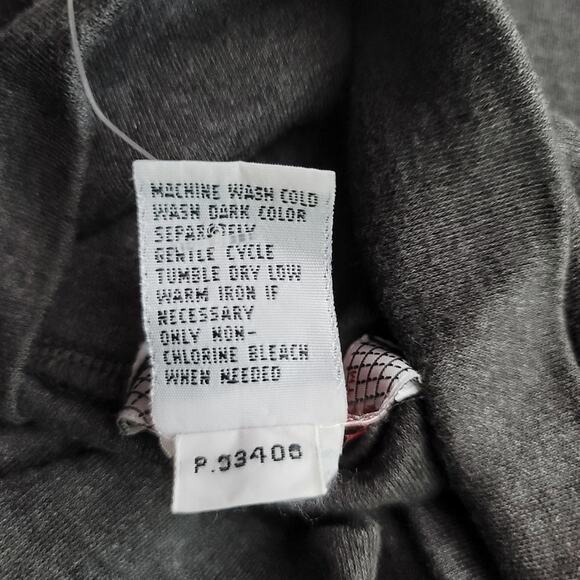 MACHINE WASH COLD
WASH DARK COLOR
SEPARATELY
GENTLE CYCLE
TUMBLE DRY LOW
WARM IRON IF
NECESSARY
ONLY NON-
CHLORINE BLEACH
WHEN NEEDED
P.93406